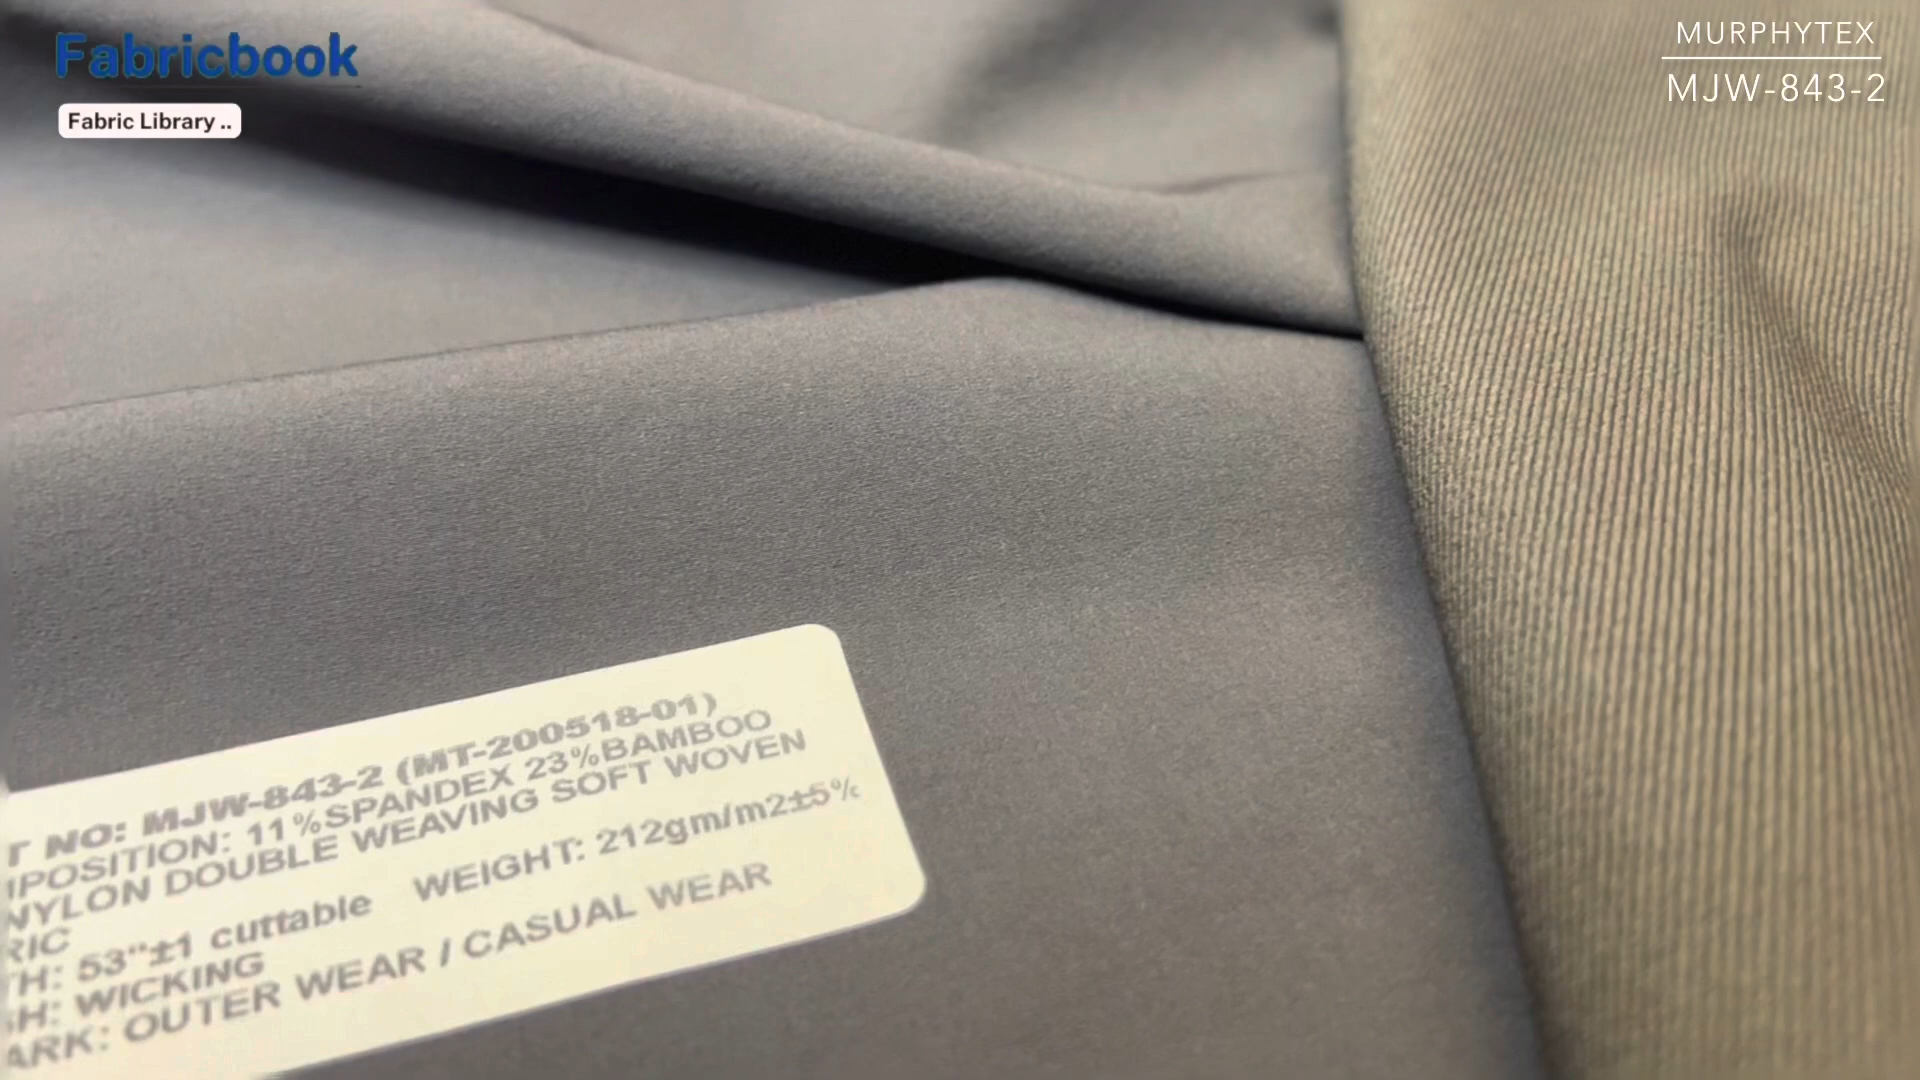 Fabricbook
Fabric Library ..
MURPHYTEX
MJW-843-2
T NO: MJW-843-2 (MT-200518-01)
POSITION: 11%SPANDEX 23%BAMBOO
NYLON DOUBLE WEAVING SOFT WOVEN
RIC
TH: 53"±1 cuttable WEIGHT: 212gm/m2±5%
SH: WICKING
ARK: OUTER WEAR / CASUAL WEAR